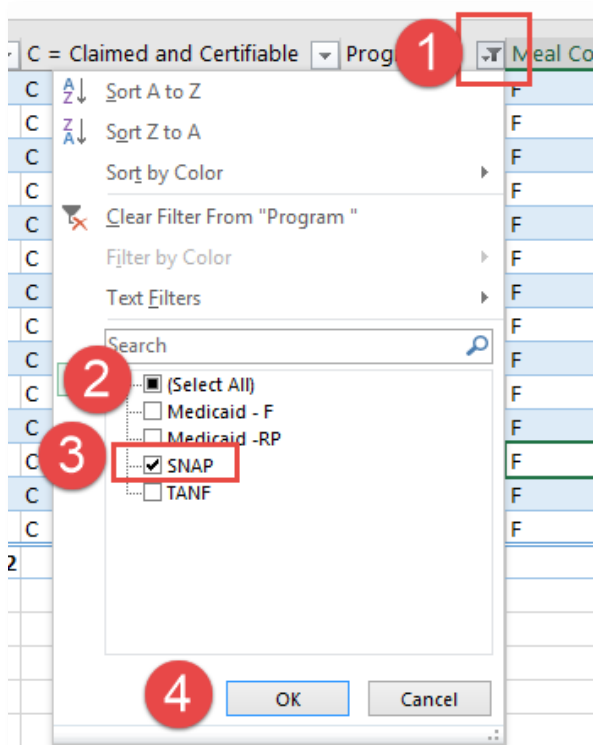 C = Claimed and Certifiable Prog 1 Meal Co
C Sort A to Z F
C Sort Z to A F
C Sort by Color F
C F
C Clear Filter From "Program " F
C Filter by Color F
C Text Filters F
C F
C Search F
C 2 (Select All) F
C Medicaid - F F
C 3 Medicaid -RP F
C SNAP F
C TANF F
2
4 OK Cancel